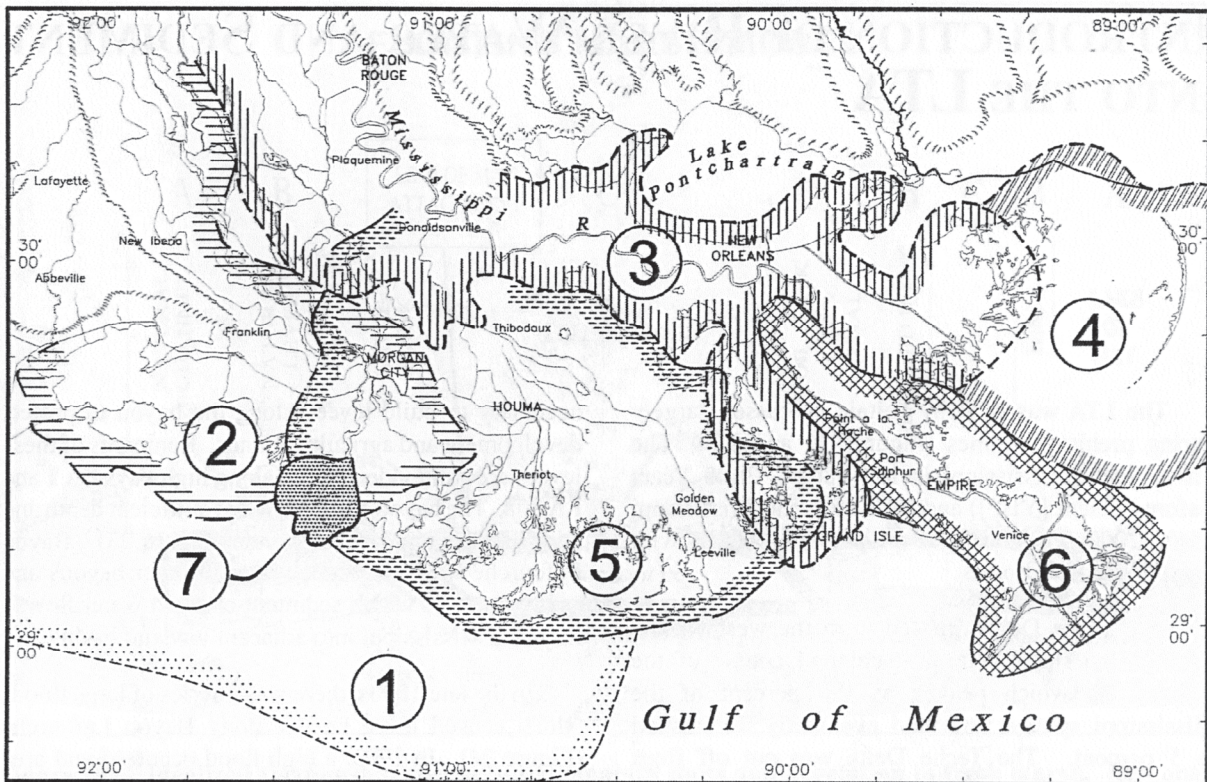 92°00'
91°00'
90°00'
89°00'
BATON
ROUGE
Mississippi
R
Lake
Pontchartrain
Plaquemine
Lafayette
Donaldsonville
New Iberia
30°
00'
30°
00'
NEW
ORLEANS
3
Abbeville
4
Franklin
Thibodaux
MORGAN
CITY
HOUMA
2
Point a la
Hache
Port
Sulphur
EMPIRE
Theriot
Golden
Meadow
Leeville
GRAND ISLE
Venice
5
6
7
29°
00'
29°
00'
1
Gulf of Mexico
92°00'
91°00'
90°00'
89°00'